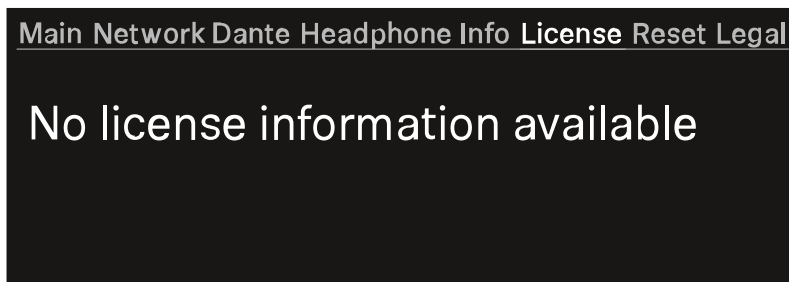 Main Network Dante Headphone Info License Reset Legal
No license information available